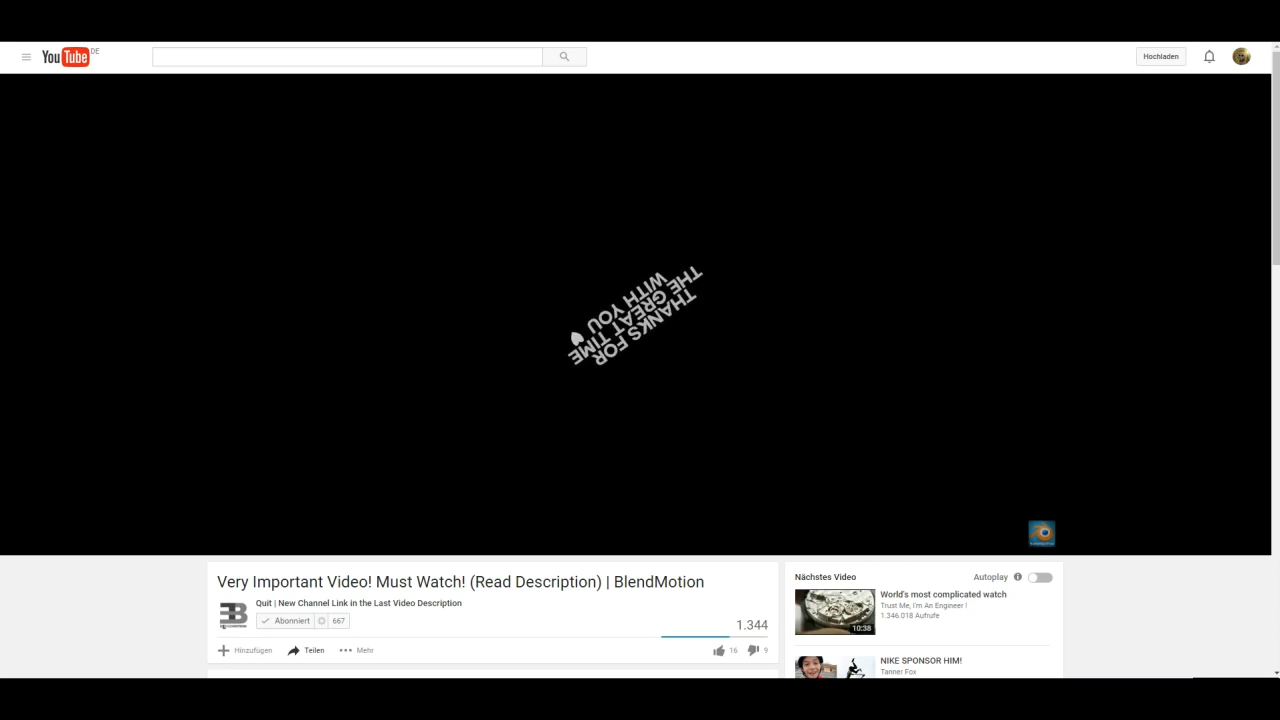 YouTube DE
Hochladen
THANKS FOR
THE GREAT TIME
WITH YOU ♥
Very Important Video! Must Watch! (Read Description) | BlendMotion
Quit | New Channel Link in the Last Video Description
Abonniert 667
1.344
Hinzufügen Teilen Mehr 16 9
Nächstes Video Autoplay
World's most complicated watch
Trust Me, I'm An Engineer !
1.346.018 Aufrufe
10:38
NIKE SPONSOR HIM!
Tanner Fox